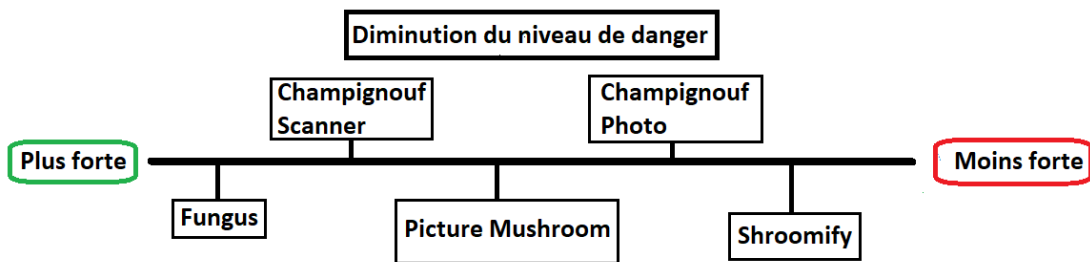 Diminution du niveau de danger
Champignouf
Scanner
Champignouf
Photo
Plus forte
Moins forte
Fungus
Picture Mushroom
Shroomify